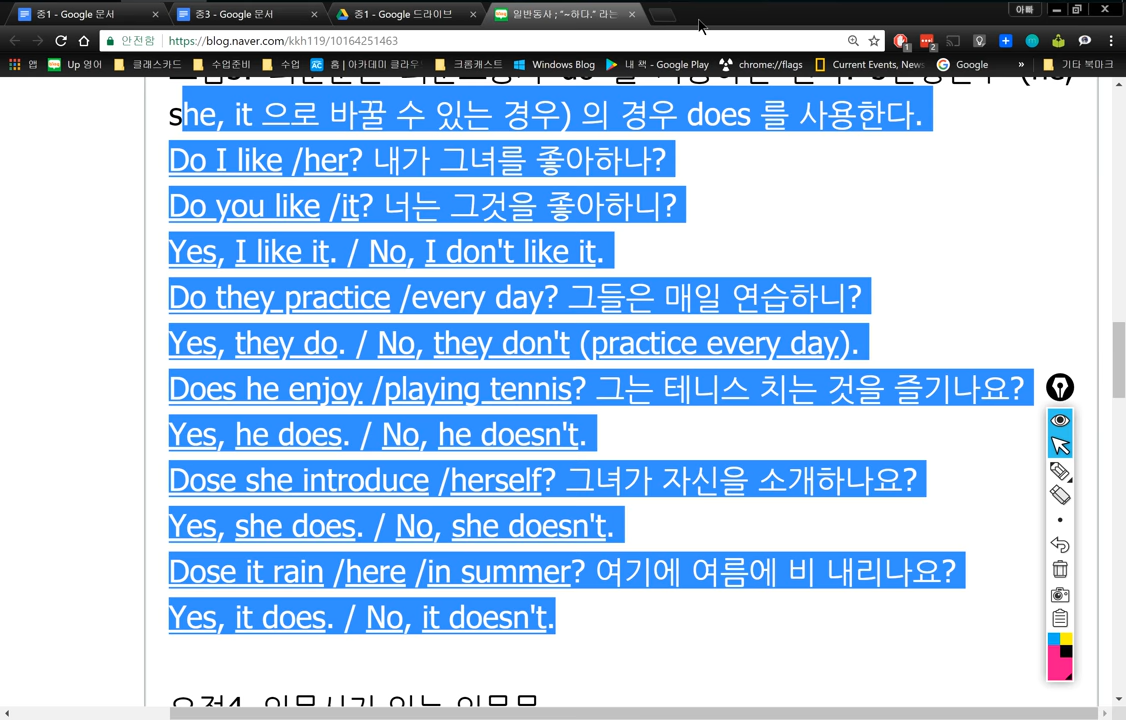 중1 - Google 문서
중3 - Google 문서
중1 - Google 드라이브
일반동사 ; "~하다." 라는
아빠
안전함
https://blog.naver.com/kkh119/10164251463
앱
Up 영어
클래스카드
수업준비
수업
홈 | 아카데미 클라우
크롬캐스트
Windows Blog
내 책 - Google Play
chrome://flags
Current Events, News
Google
»
기타 북마크
she, it 으로 바꿀 수 있는 경우) 의 경우 does 를 사용한다.
Do I like /her? 내가 그녀를 좋아하나?
Do you like /it? 너는 그것을 좋아하니?
Yes, I like it. / No, I don't like it.
Do they practice /every day? 그들은 매일 연습하니?
Yes, they do. / No, they don't (practice every day).
Does he enjoy /playing tennis? 그는 테니스 치는 것을 즐기나요?
Yes, he does. / No, he doesn't.
Dose she introduce /herself? 그녀가 자신을 소개하나요?
Yes, she does. / No, she doesn't.
Dose it rain /here /in summer? 여기에 여름에 비 내리나요?
Yes, it does. / No, it doesn't.